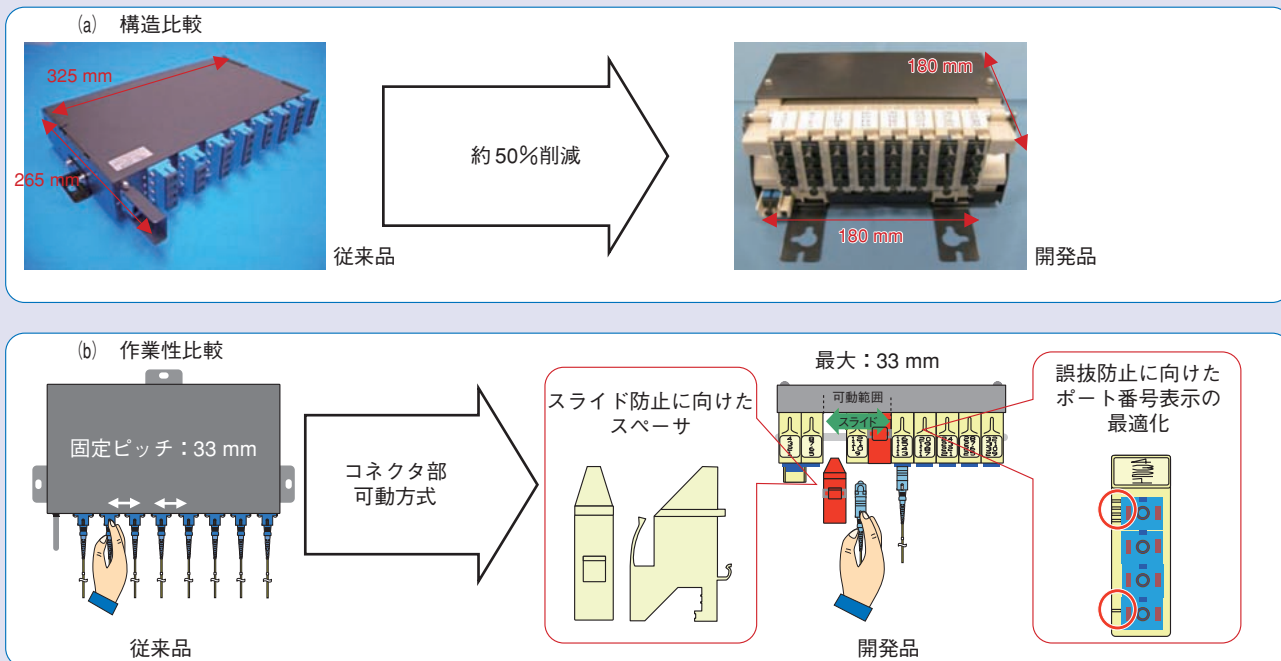 (a) 構造比較
325 mm
265 mm
従来品
約50%削減
180 mm
180 mm
開発品
(b) 作業性比較
固定ピッチ：33 mm
従来品
コネクタ部
可動方式
スライド防止に向けた
スペーサ
最大：33 mm
可動範囲
スライド
開発品
誤抜防止に向けた
ポート番号表示の
最適化